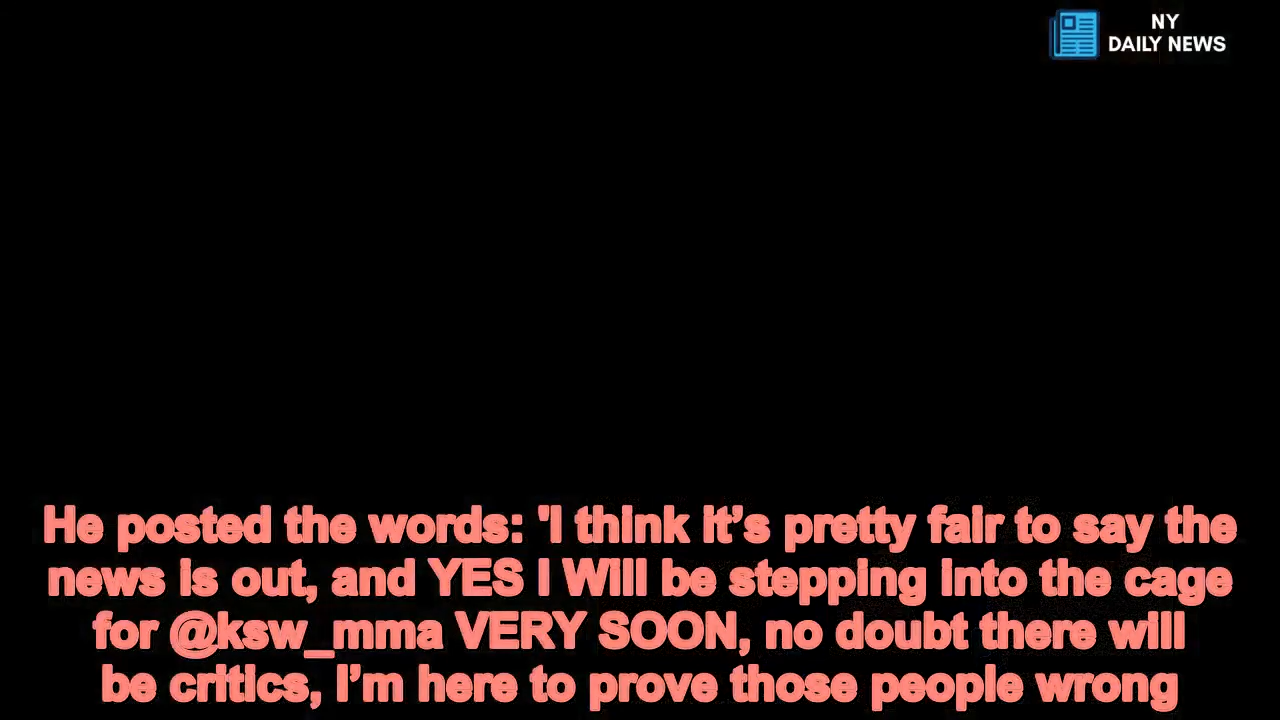 NY
DAILY NEWS
He posted the words: 'I think it’s pretty fair to say the
news is out, and YES I Will be stepping into the cage
for @ksw_mma VERY SOON, no doubt there will
be critics, I’m here to prove those people wrong